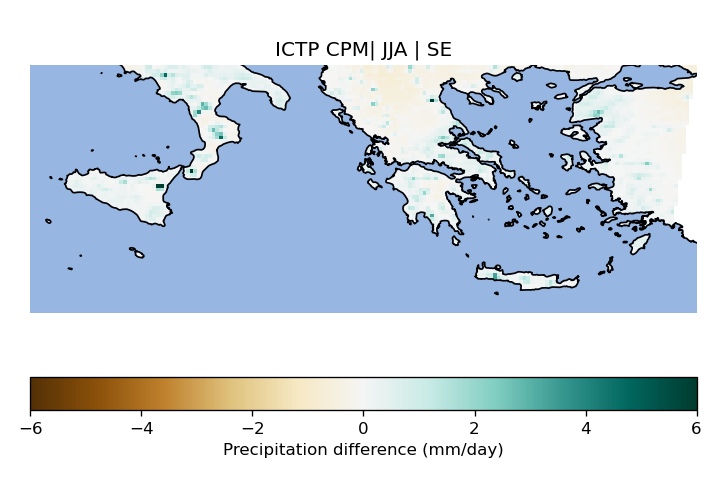 ICTP CPM| JJA | SE
−6 −4 −2 0 2 4 6
Precipitation difference (mm/day)